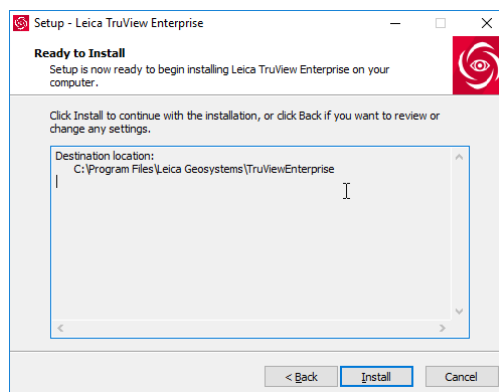 Setup - Leica TruView Enterprise
Ready to Install
Setup is now ready to begin installing Leica TruView Enterprise on your
computer.
Click Install to continue with the installation, or click Back if you want to review or
change any settings.
Destination location:
C:\Program Files\Leica Geosystems\TruViewEnterprise
< Back
Install
Cancel